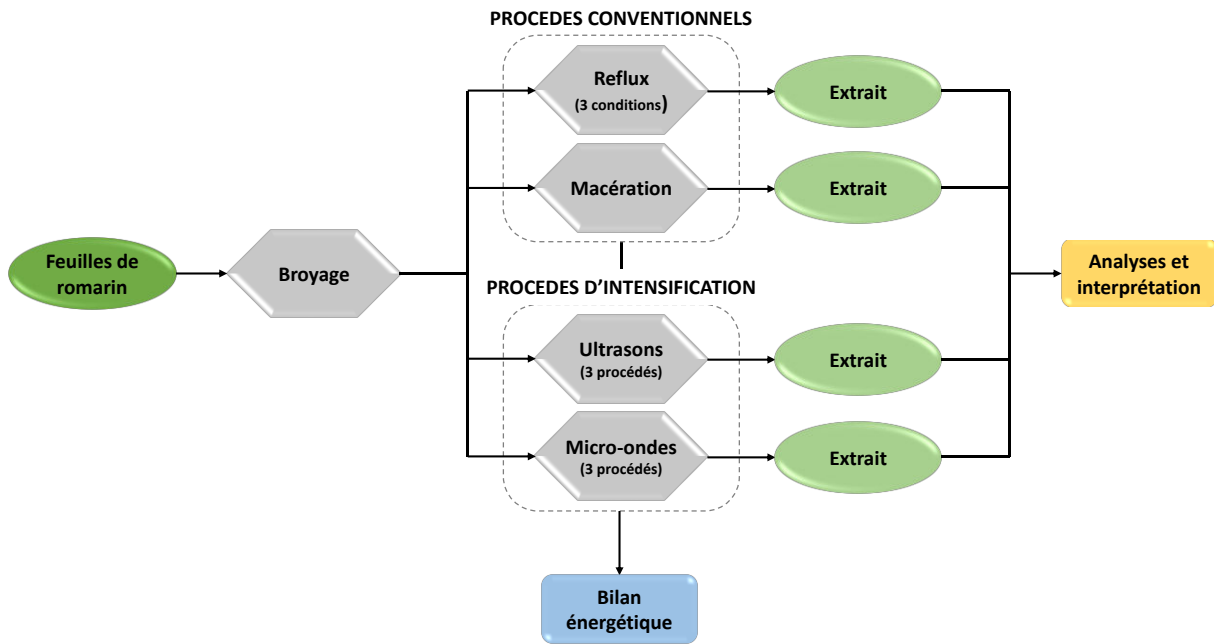 PROCEDES CONVENTIONNELS
Reflux
(3 conditions)
Extrait
Macération
Extrait
Feuilles de
romarin
Broyage
Analyses et
interprétation
PROCEDES D'INTENSIFICATION
Ultrasons
(3 procédés)
Extrait
Micro-ondes
(3 procédés)
Extrait
Bilan
énergétique